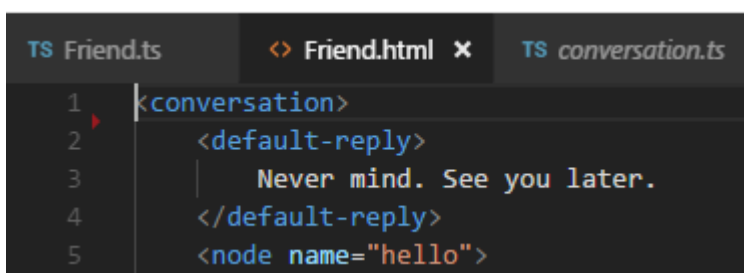 TS Friend.ts <> Friend.html × TS conversation.ts
1 <conversation>
2 <default-reply>
3 Never mind. See you later.
4 </default-reply>
5 <node name="hello">